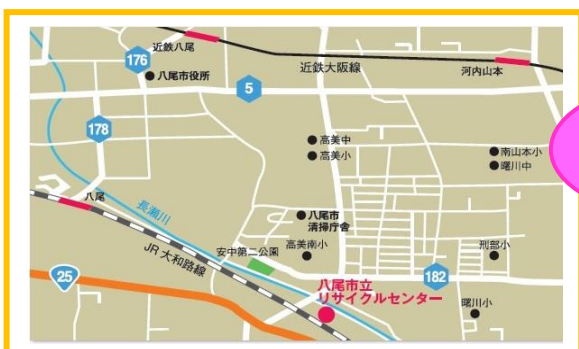 近鉄八尾
176
八尾市役所
近鉄大阪線
河内山本
5
178
高美中
高美小
南山本小
曙川中
八尾
長瀬川
八尾市
清掃庁舎
JR大和路線
安中第二公園
高美南小
刑部小
25
182
八尾市立
リサイクルセンター
曙川小